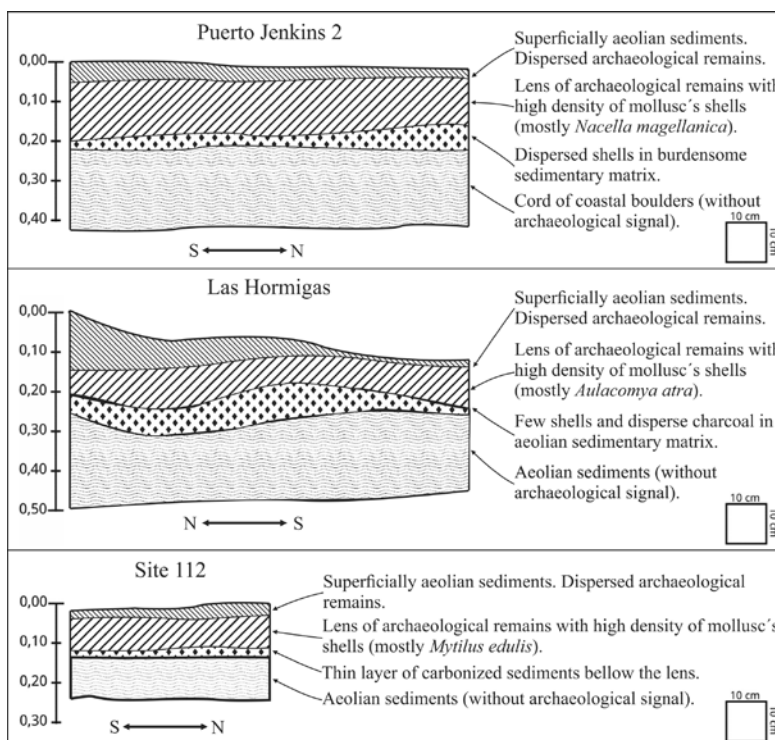 Puerto Jenkins 2
0,00
0,10
0,20
0,30
0,40
Superficially aeolian sediments.
Dispersed archaeological remains.
Lens of archaeological remains with
high density of mollusc´s shells
(mostly Nacella magellanica).
Dispersed shells in burdensome
sedimentary matrix.
Cord of coastal boulders (without
archaeological signal).
S N
10 cm
10 cm
Las Hormigas
0,00
0,10
0,20
0,30
0,40
0,50
Superficially aeolian sediments.
Dispersed archaeological remains.
Lens of archaeological remains with
high density of mollusc´s shells
(mostly Aulacomya atra).
Few shells and disperse charcoal in
aeolian sedimentary matrix.
Aeolian sediments (without
archaeological signal).
N S
10 cm
10 cm
Site 112
0,00
0,10
0,20
0,30
Superficially aeolian sediments. Dispersed archaeological
remains.
Lens of archaeological remains with high density of mollusc´s
shells (mostly Mytilus edulis).
Thin layer of carbonized sediments bellow the lens.
Aeolian sediments (without archaeological signal).
S N
10 cm
10 cm